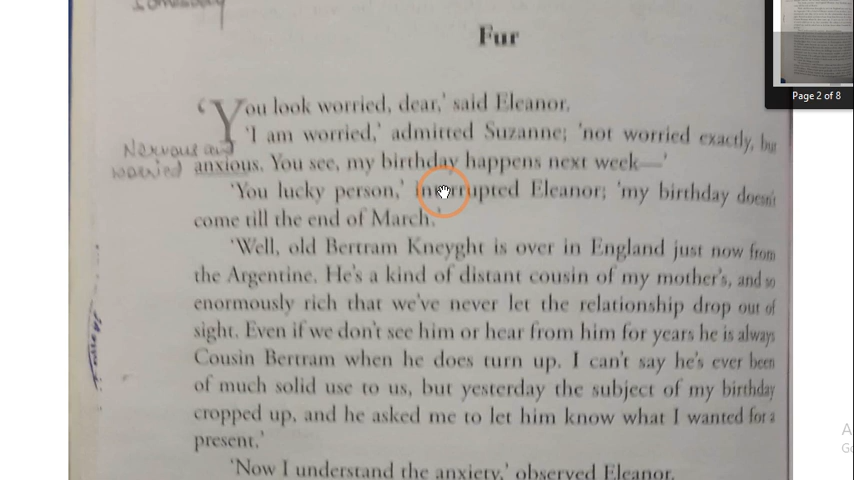 Fur
Page 2 of 8
'You look worried, dear,' said Eleanor.
'I am worried,' admitted Suzanne; 'not worried exactly, but
Nervous and
worried
anxious. You see, my birthday happens next week—'
'You lucky person,' interrupted Eleanor; 'my birthday doesn't
come till the end of March.'
'Well, old Bertram Kneyght is over in England just now from
the Argentine. He's a kind of distant cousin of my mother's, and so
enormously rich that we've never let the relationship drop out of
sight. Even if we don't see him or hear from him for years he is always
Cousin Bertram when he does turn up. I can't say he's ever been
of much solid use to us, but yesterday the subject of my birthday
cropped up, and he asked me to let him know what I wanted for a
present.'
'Now I understand the anxiety,' observed Eleanor.